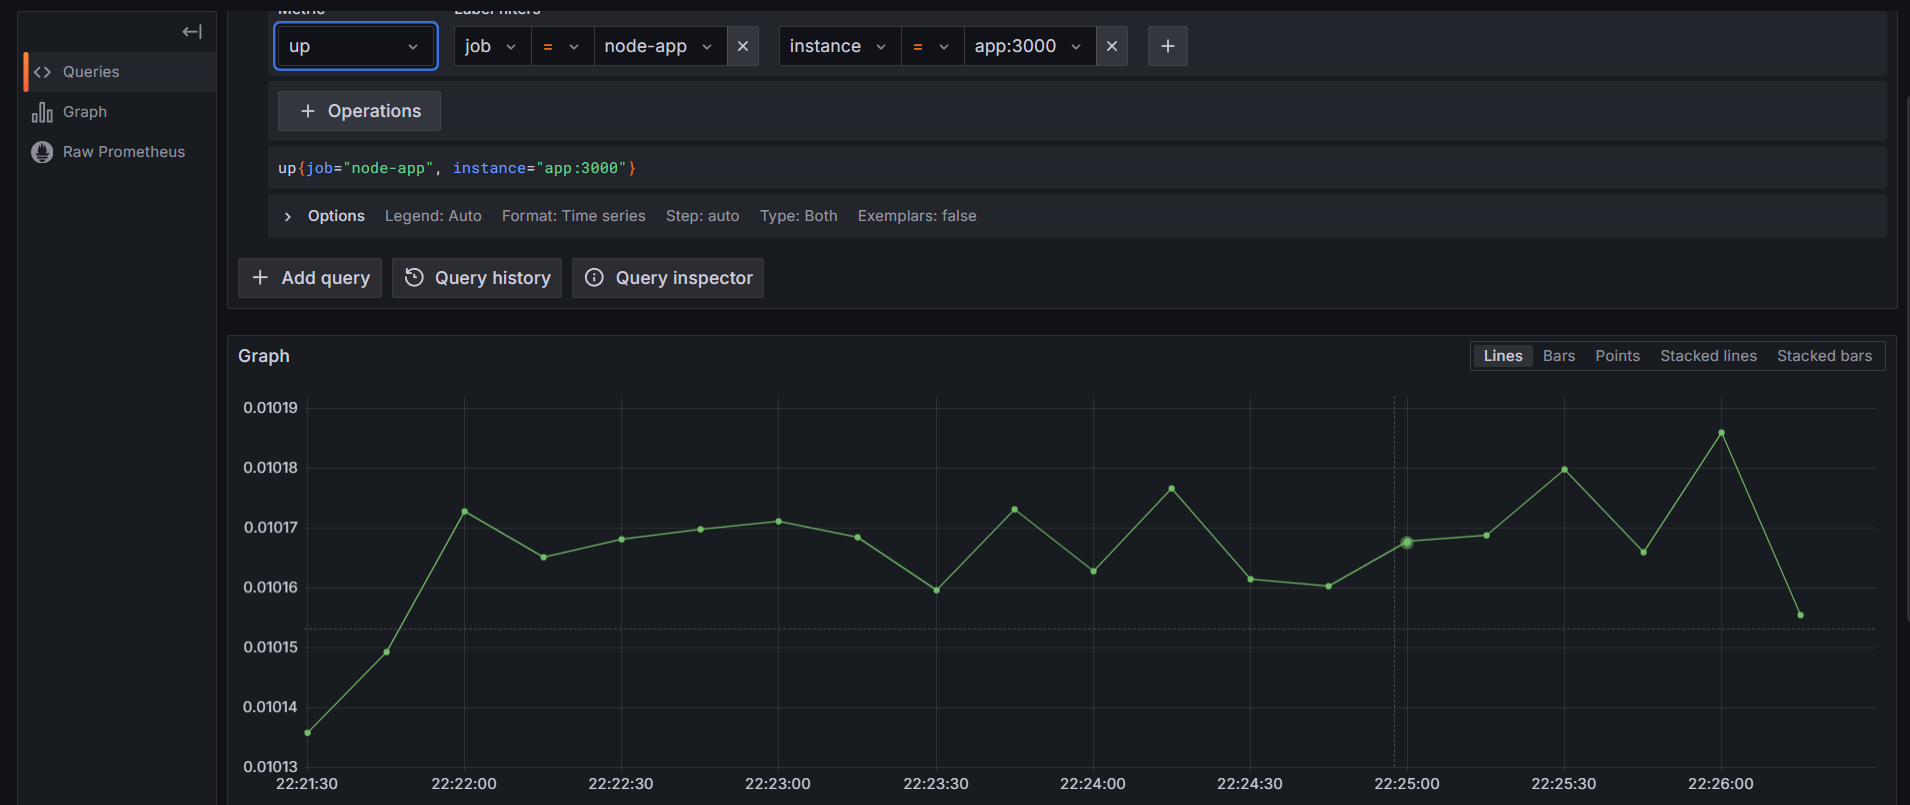 Metric Label filters
up job = node-app instance = app:3000
Queries
Graph
Raw Prometheus
Operations
up{job="node-app", instance="app:3000"}
Options Legend: Auto Format: Time series Step: auto Type: Both Exemplars: false
Add query Query history Query inspector
Graph Lines Bars Points Stacked lines Stacked bars
0.01019
0.01018
0.01017
0.01016
0.01015
0.01014
0.01013
22:21:30 22:22:00 22:22:30 22:23:00 22:23:30 22:24:00 22:24:30 22:25:00 22:25:30 22:26:00